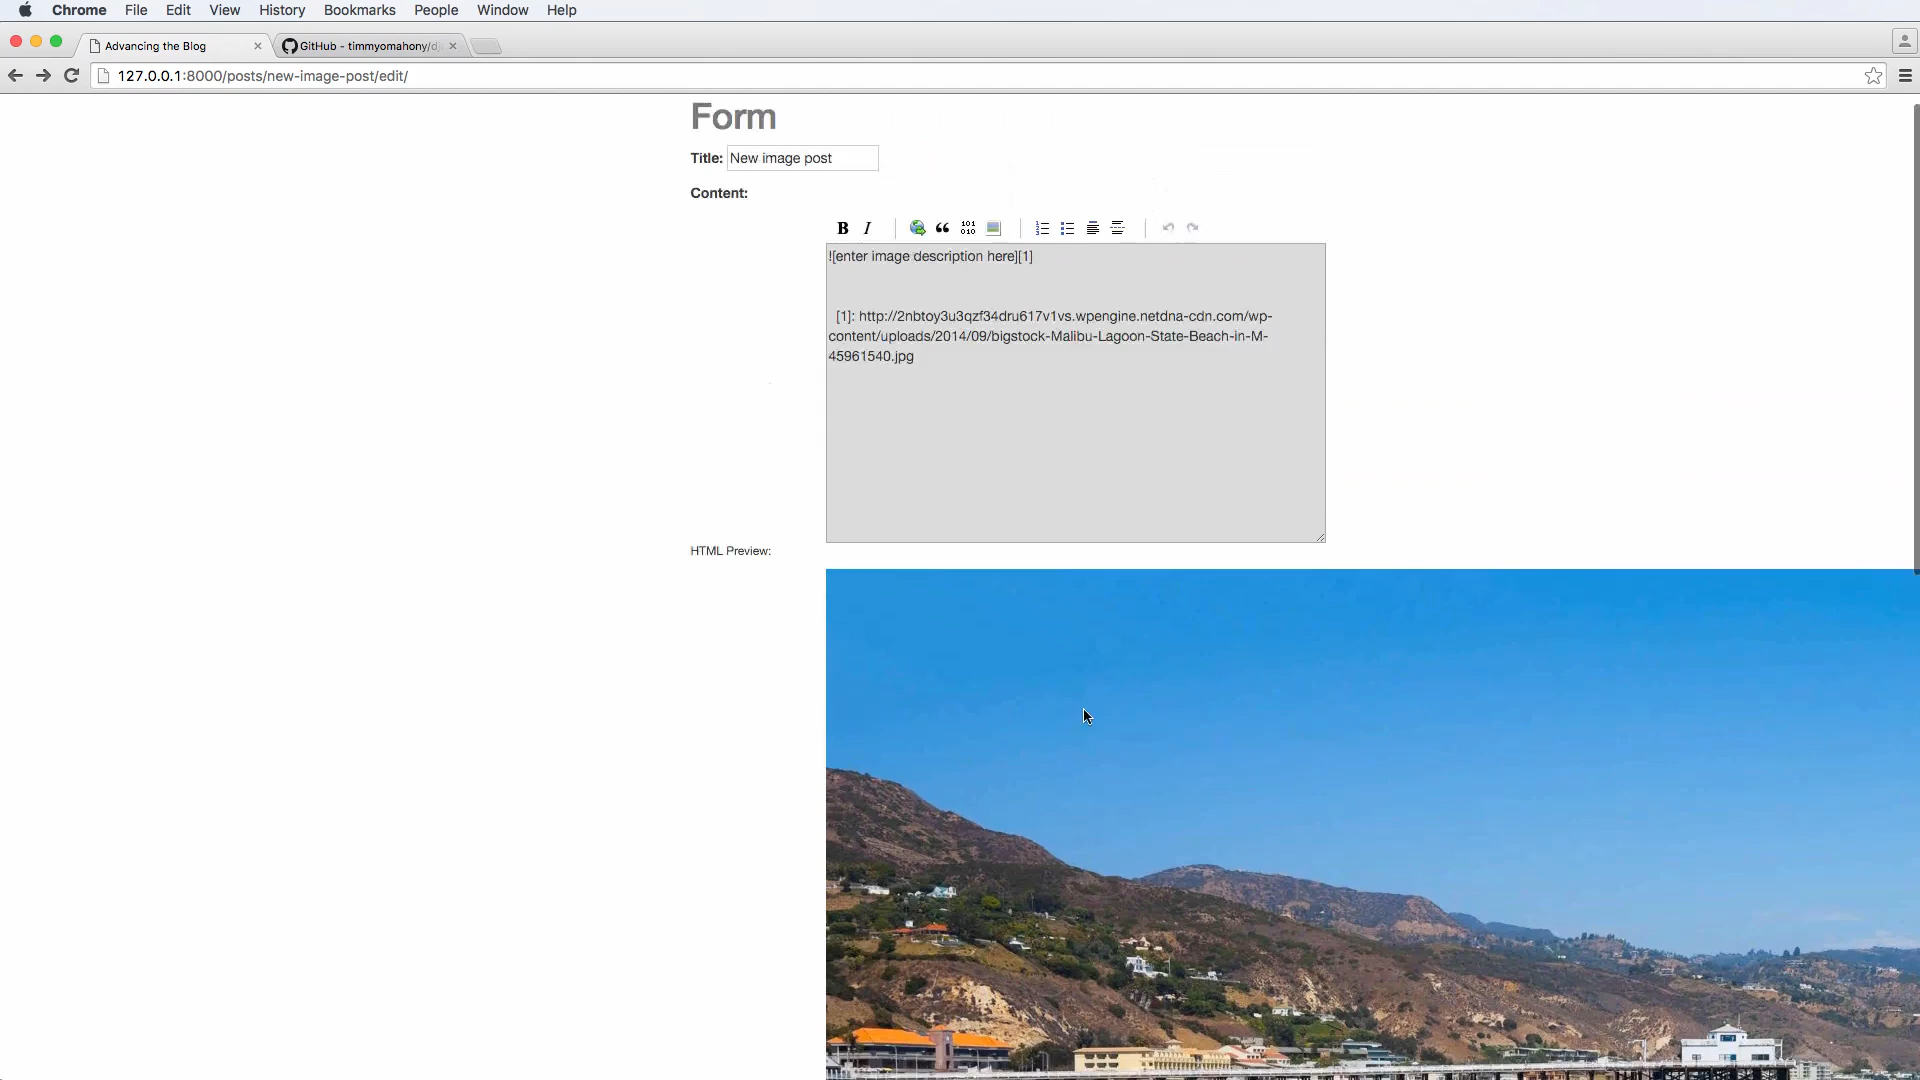 Chrome File Edit View History Bookmarks People Window Help
Advancing the Blog
GitHub - timmyomahony/dj
127.0.0.1:8000/posts/new-image-post/edit/
Form
Title: New image post
Content:
B I
![enter image description here][1]
[1]: http://2nbtoy3u3qzf34dru617v1vs.wpengine.netdna-cdn.com/wp-
content/uploads/2014/09/bigstock-Malibu-Lagoon-State-Beach-in-M-
45961540.jpg
HTML Preview: